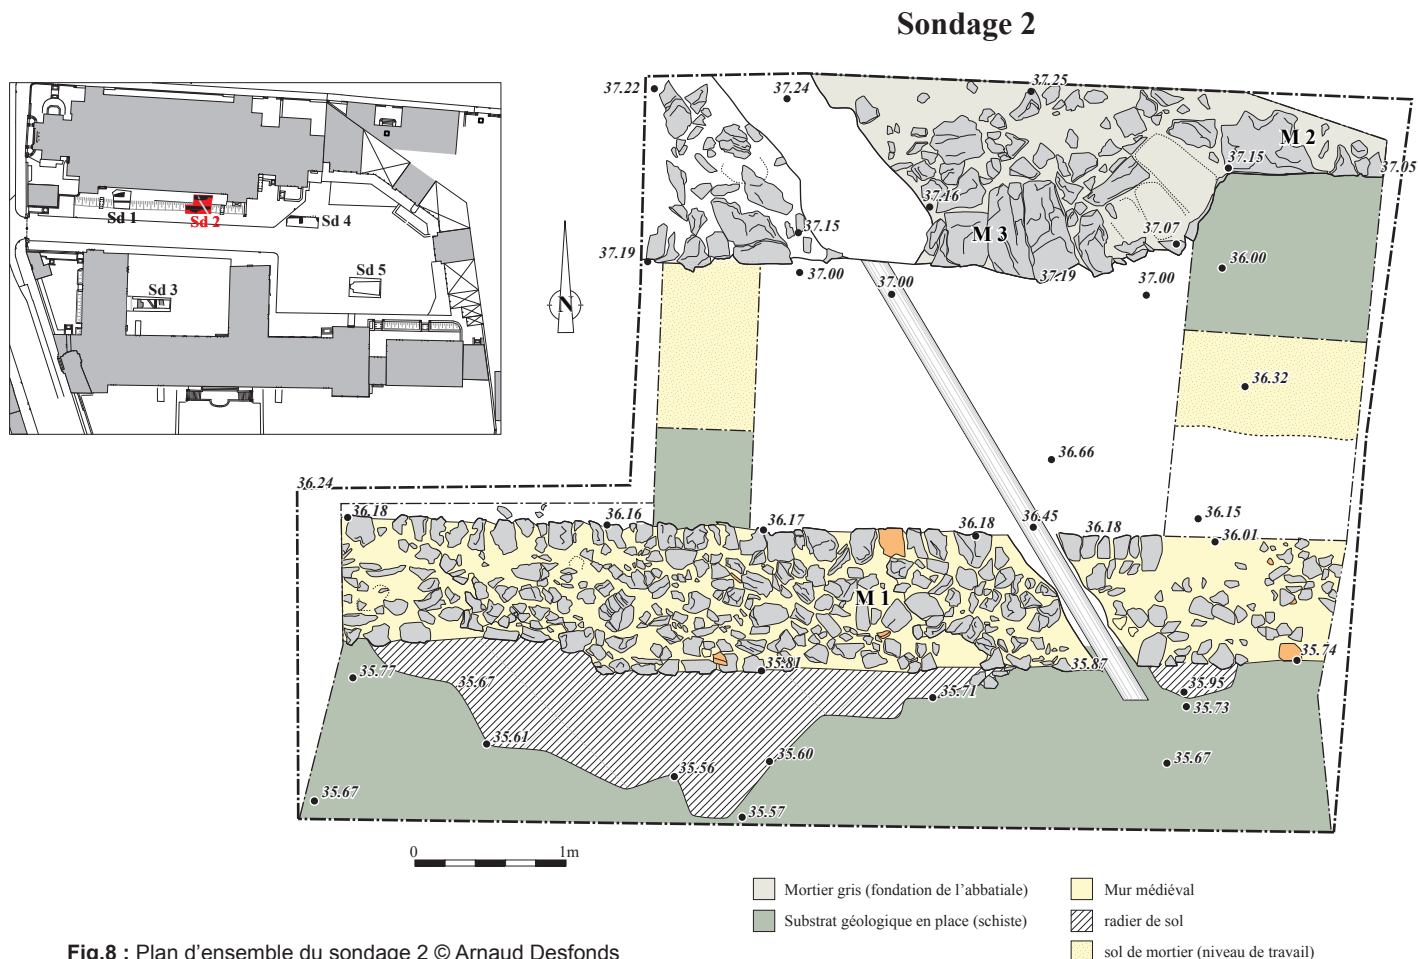 Sondage 2
Sd 1
Sd 2
Sd 4
Sd 5
Sd 3
N
37.22
37.24
37.25
M 2
37.15
37.05
37.16
37.15
M 3
37.07
37.19
37.00
37.00
37.19
37.00
36.00
36.32
36.66
36.24
36.18
36.16
36.17
36.18
36.45
36.18
36.15
36.01
M 1
35.77
35.67
35.81
35.87
35.74
35.71
35.95
35.73
35.61
35.56
35.60
35.67
35.67
35.57
0 1m
Mortier gris (fondation de l'abbatiale)
Substrat géologique en place (schiste)
Mur médiéval
radier de sol
sol de mortier (niveau de travail)
Fig.8 : Plan d'ensemble du sondage 2 © Arnaud Desfonds